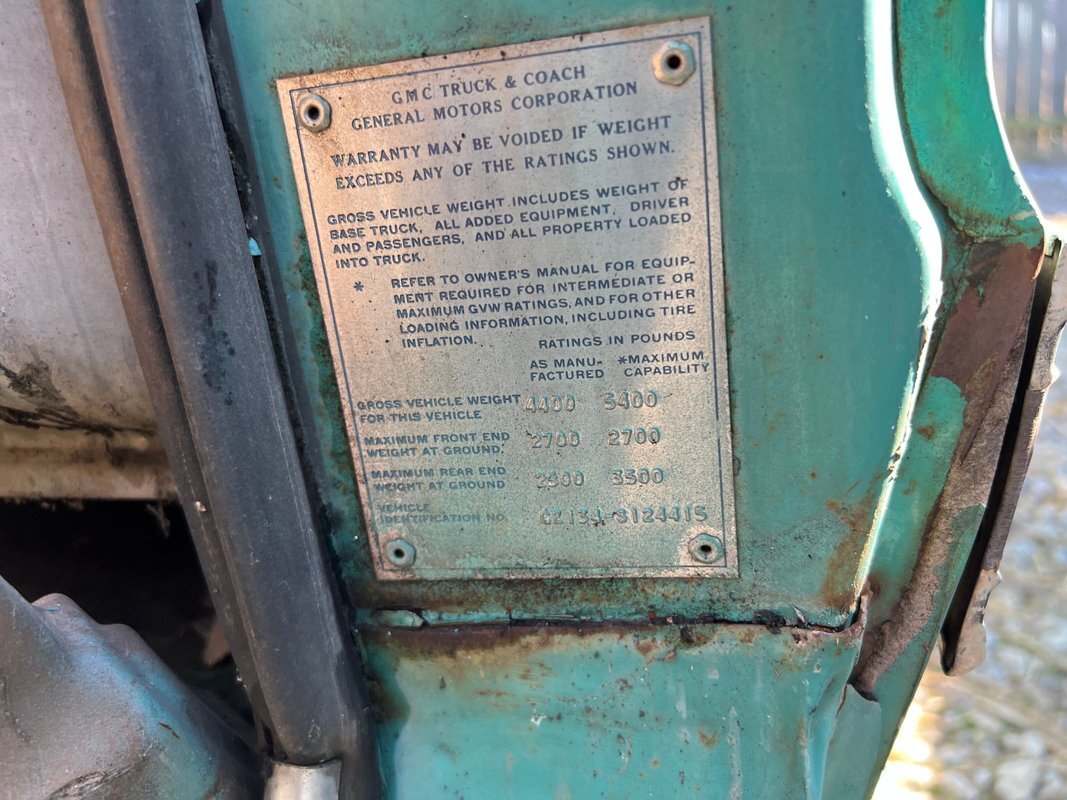 GMC TRUCK & COACH
GENERAL MOTORS CORPORATION
WARRANTY MAY BE VOIDED IF WEIGHT
EXCEEDS ANY OF THE RATINGS SHOWN.
GROSS VEHICLE WEIGHT INCLUDES WEIGHT OF
BASE TRUCK, ALL ADDED EQUIPMENT, DRIVER
AND PASSENGERS, AND ALL PROPERTY LOADED
INTO TRUCK.
* REFER TO OWNER'S MANUAL FOR EQUIP-
MENT REQUIRED FOR INTERMEDIATE OR
MAXIMUM GVW RATINGS, AND FOR OTHER
LOADING INFORMATION, INCLUDING TIRE
INFLATION.
RATINGS IN POUNDS
AS MANU- *MAXIMUM
FACTURED CAPABILITY
GROSS VEHICLE WEIGHT 4400 5400
FOR THIS VEHICLE
MAXIMUM FRONT END 2700 2700
WEIGHT AT GROUND.
MAXIMUM REAR END 3500
WEIGHT AT GROUND
VEHICLE
IDENTIFICATION NO.